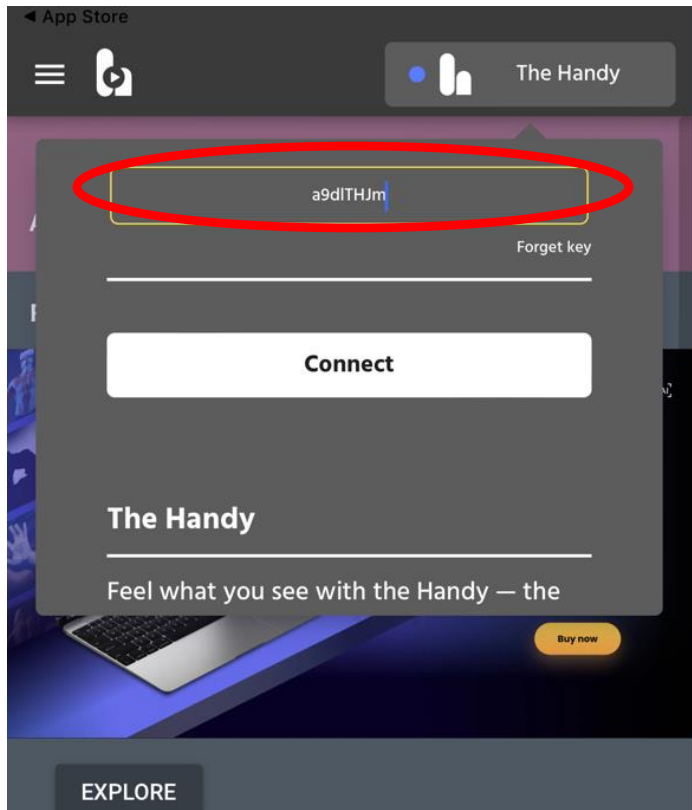 App Store
The Handy
a9dlTHJm
Forget key
Connect
The Handy
Feel what you see with the Handy — the
Buy now
EXPLORE